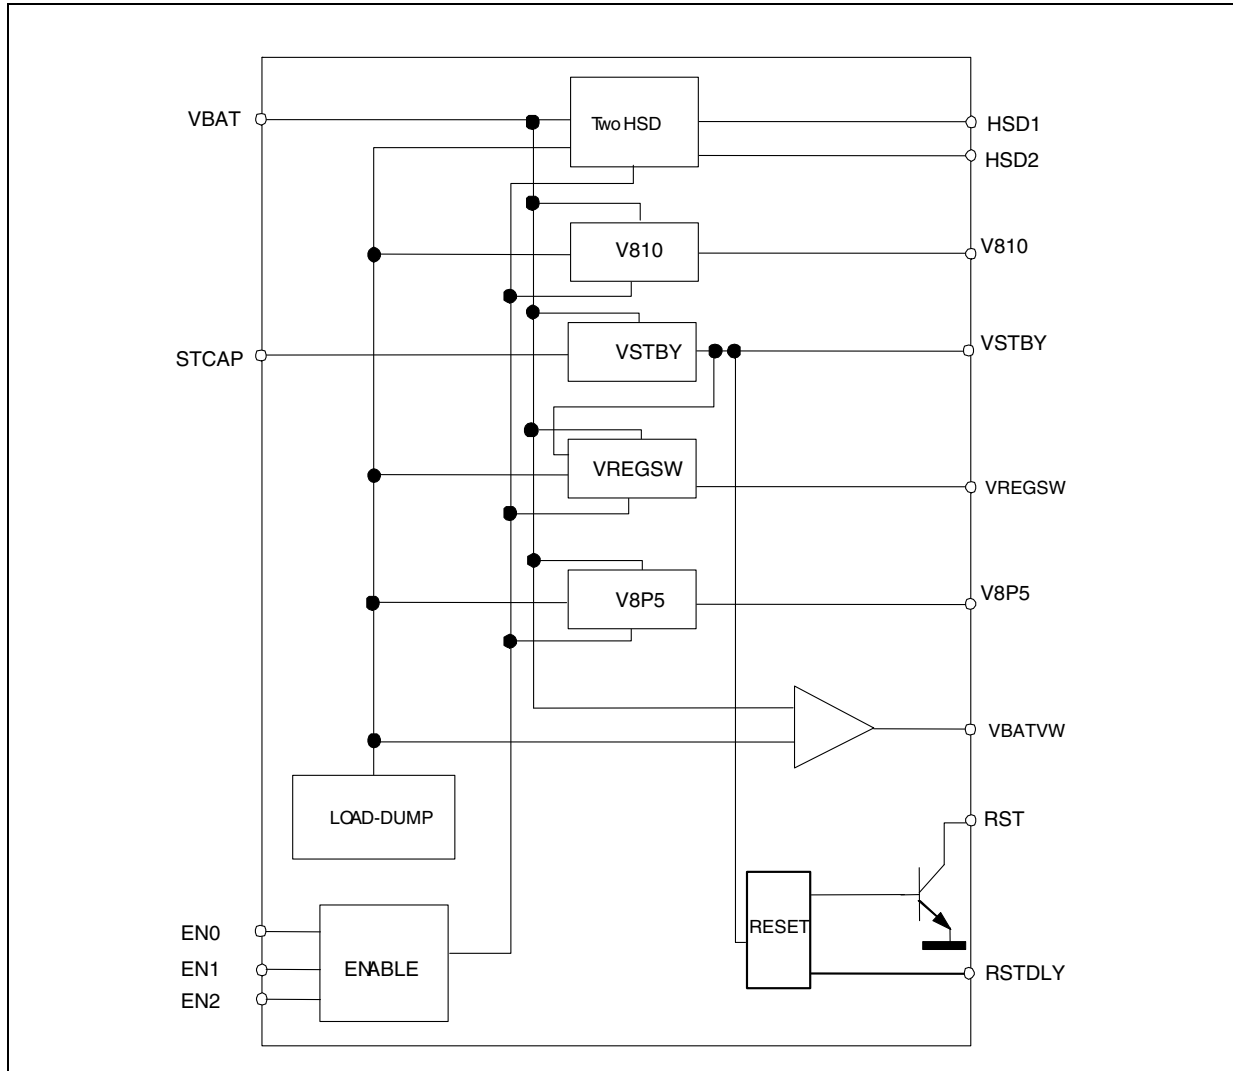 VBAT
Two HSD
HSD1
HSD2
V810
V810
STCAP
VSTBY
VSTBY
VREGSW
VREGSW
V8P5
V8P5
VBATVW
LOAD-DUMP
RST
EN0
EN1
EN2
ENABLE
RESET
RSTDLY